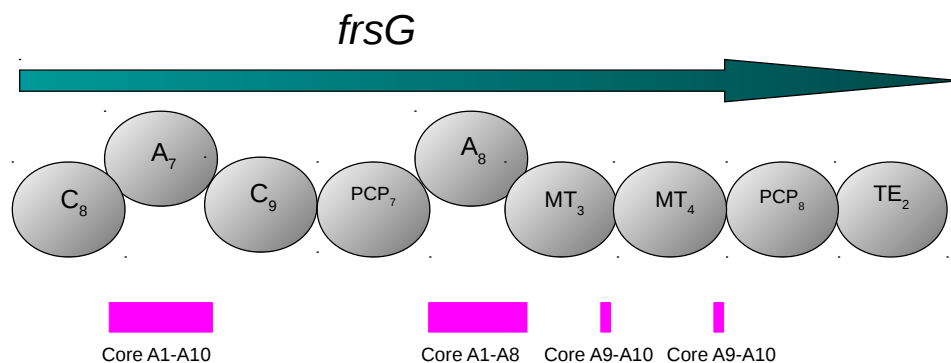 frsG
C₈ A₇ C₉ PCP₇ A₈ MT₃ MT₄ PCP₈ TE₂
Core A1-A10 Core A1-A8 Core A9-A10 Core A9-A10